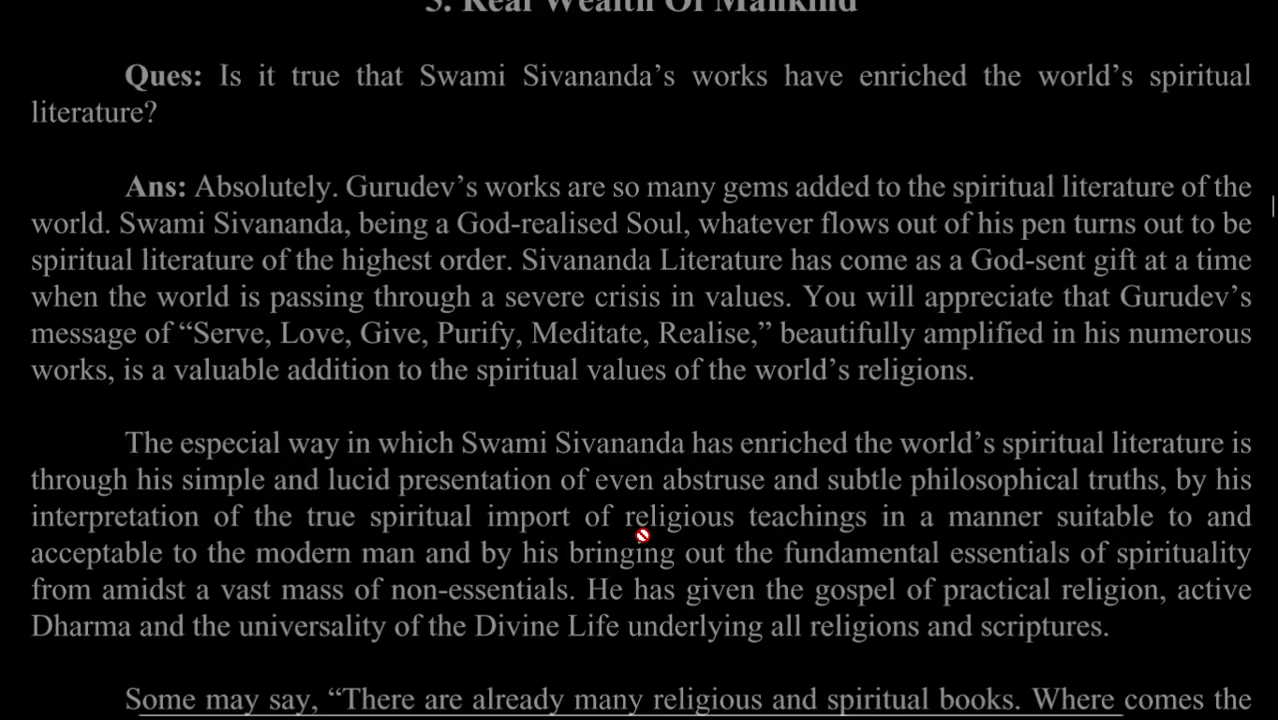 5. Real Wealth Of Mankind
Ques: Is it true that Swami Sivananda’s works have enriched the world’s spiritual
literature?
Ans: Absolutely. Gurudev’s works are so many gems added to the spiritual literature of the
world. Swami Sivananda, being a God-realised Soul, whatever flows out of his pen turns out to be
spiritual literature of the highest order. Sivananda Literature has come as a God-sent gift at a time
when the world is passing through a severe crisis in values. You will appreciate that Gurudev’s
message of “Serve, Love, Give, Purify, Meditate, Realise,” beautifully amplified in his numerous
works, is a valuable addition to the spiritual values of the world’s religions.
The especial way in which Swami Sivananda has enriched the world’s spiritual literature is
through his simple and lucid presentation of even abstruse and subtle philosophical truths, by his
interpretation of the true spiritual import of religious teachings in a manner suitable to and
acceptable to the modern man and by his bringing out the fundamental essentials of spirituality
from amidst a vast mass of non-essentials. He has given the gospel of practical religion, active
Dharma and the universality of the Divine Life underlying all religions and scriptures.
Some may say, “There are already many religious and spiritual books. Where comes the